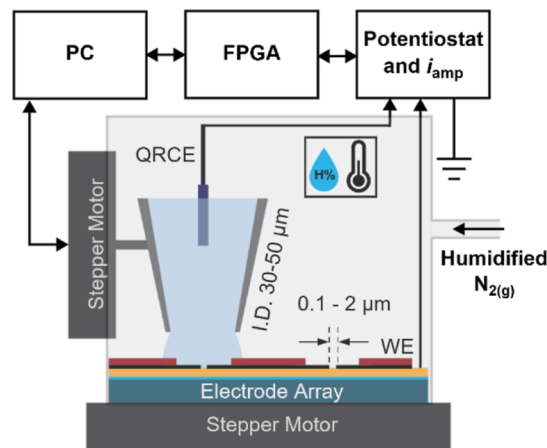 PC
FPGA
Potentiostat
and iamp
QRCE
H%
Stepper Motor
I.D. 30-50 μm
Humidified
N2(g)
0.1 - 2 μm
WE
Electrode Array
Stepper Motor